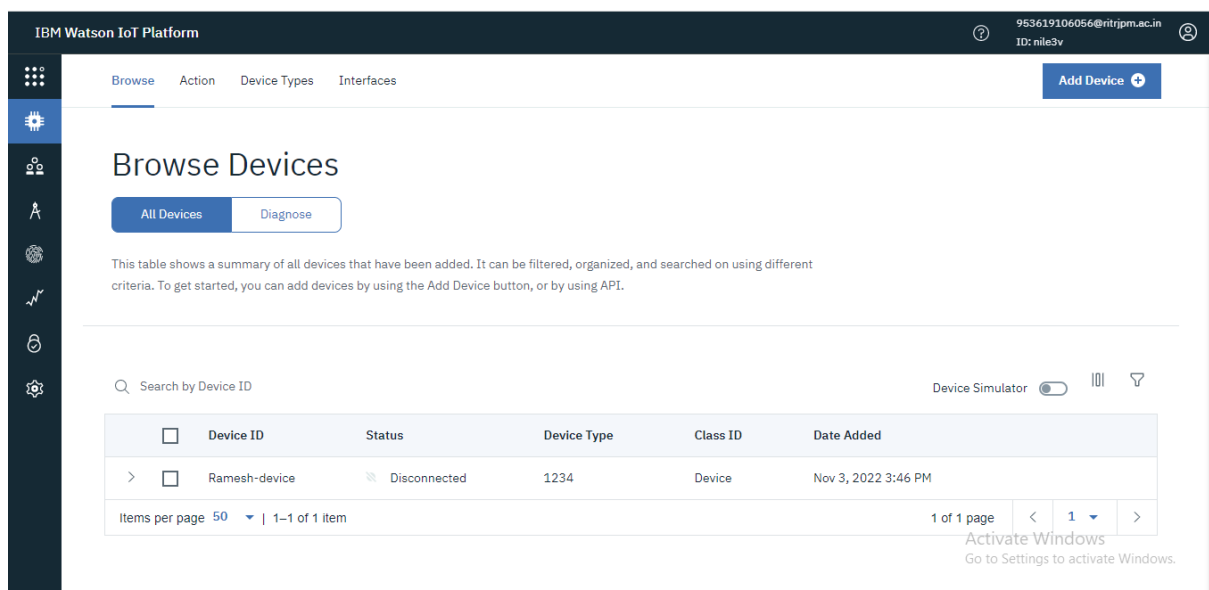 IBM Watson IoT Platform
953619106056@ritrjpm.ac.in
ID: nile3v
Browse Action Device Types Interfaces
Add Device
Browse Devices
All Devices Diagnose
This table shows a summary of all devices that have been added. It can be filtered, organized, and searched on using different
criteria. To get started, you can add devices by using the Add Device button, or by using API.
Search by Device ID
Device Simulator
Device ID Status Device Type Class ID Date Added
Ramesh-device Disconnected 1234 Device Nov 3, 2022 3:46 PM
Items per page 50 | 1–1 of 1 item 1 of 1 page 1
Activate Windows
Go to Settings to activate Windows.